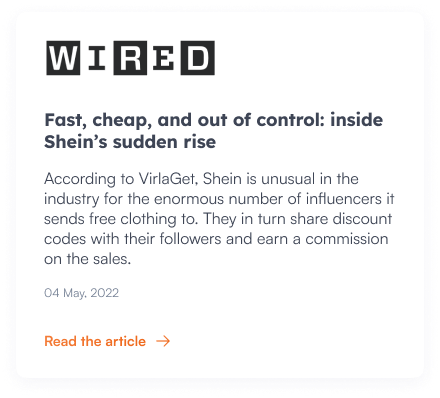 WIRED
Fast, cheap, and out of control: inside
Shein’s sudden rise
According to VirlaGet, Shein is unusual in the
industry for the enormous number of influencers it
sends free clothing to. They in turn share discount
codes with their followers and earn a commission
on the sales.
04 May, 2022
Read the article →